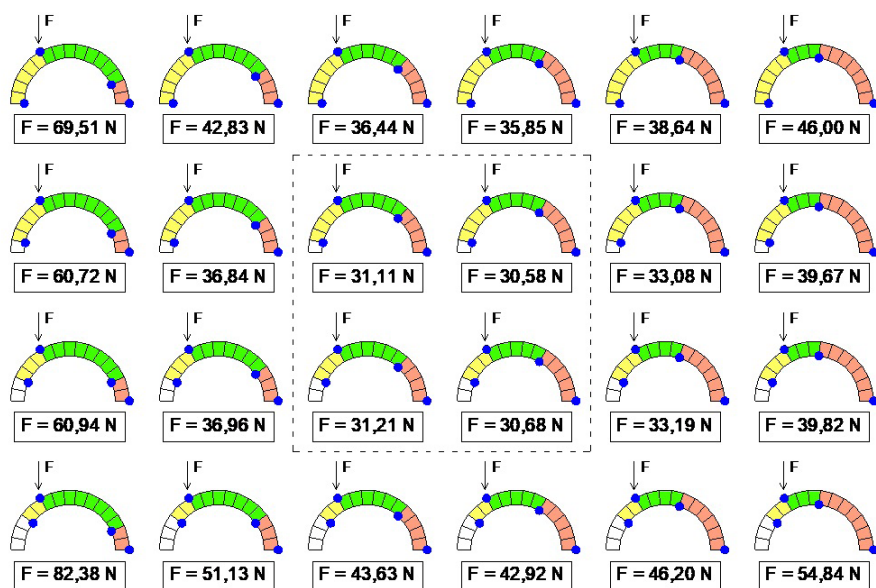 F F F F F F
F = 69,51 N F = 42,83 N F = 36,44 N F = 35,85 N F = 38,64 N F = 46,00 N
F F F F F F
F = 60,72 N F = 36,84 N F = 31,11 N F = 30,58 N F = 33,08 N F = 39,67 N
F F F F F F
F = 60,94 N F = 36,96 N F = 31,21 N F = 30,68 N F = 33,19 N F = 39,82 N
F F F F F F
F = 82,38 N F = 51,13 N F = 43,63 N F = 42,92 N F = 46,20 N F = 54,84 N